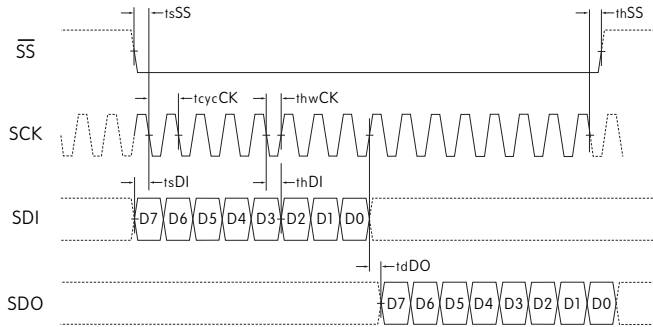 tsSS
thSS
SS
tcycCK
thwCK
SCK
tsDI
thDI
SDI
D7 D6 D5 D4 D3 D2 D1 D0
tdDO
SDO
D7 D6 D5 D4 D3 D2 D1 D0